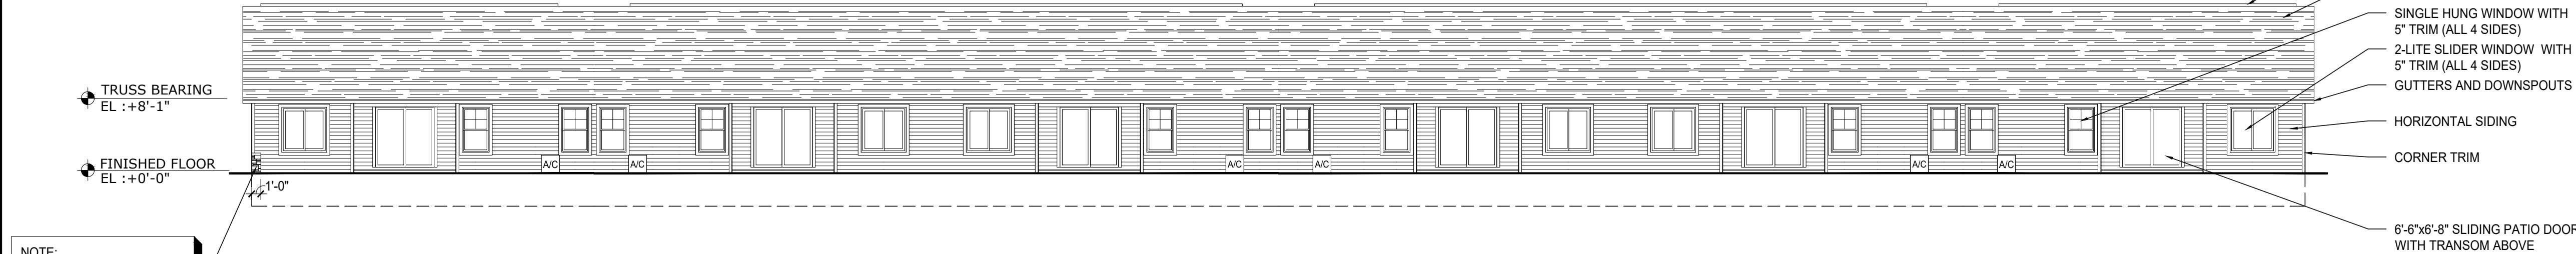 TRUSS BEARING
EL :+8'-1"
FINISHED FLOOR
EL :+0'-0"
1'-0"
NOTE:
A/C
A/C
A/C
A/C
A/C
A/C
SINGLE HUNG WINDOW WITH
5" TRIM (ALL 4 SIDES)
2-LITE SLIDER WINDOW WITH
5" TRIM (ALL 4 SIDES)
GUTTERS AND DOWNSPOUTS
HORIZONTAL SIDING
CORNER TRIM
6'-6"x6'-8" SLIDING PATIO DOOR
WITH TRANSOM ABOVE